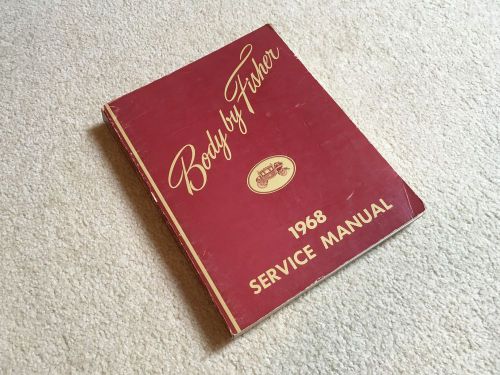 Body by Fisher
1968
SERVICE MANUAL